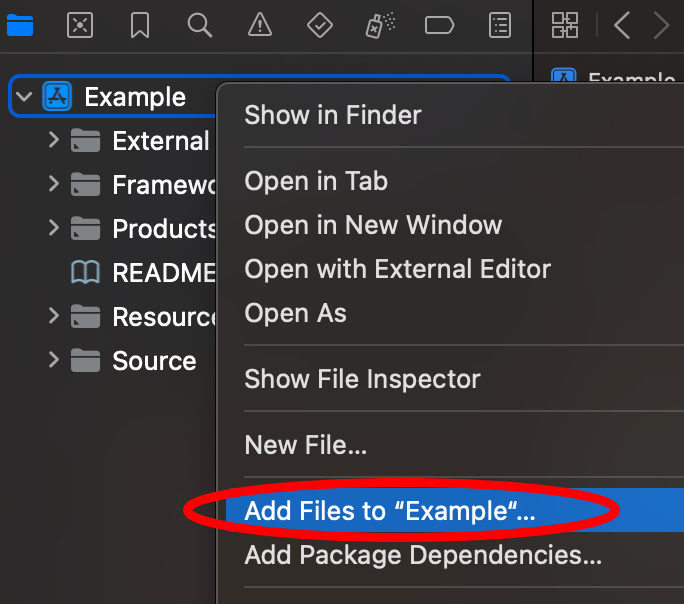 Example
Example
External
Framewo
Products
README
Resource
Source
Show in Finder
Open in Tab
Open in New Window
Open with External Editor
Open As
Show File Inspector
New File...
Add Files to “Example“...
Add Package Dependencies...